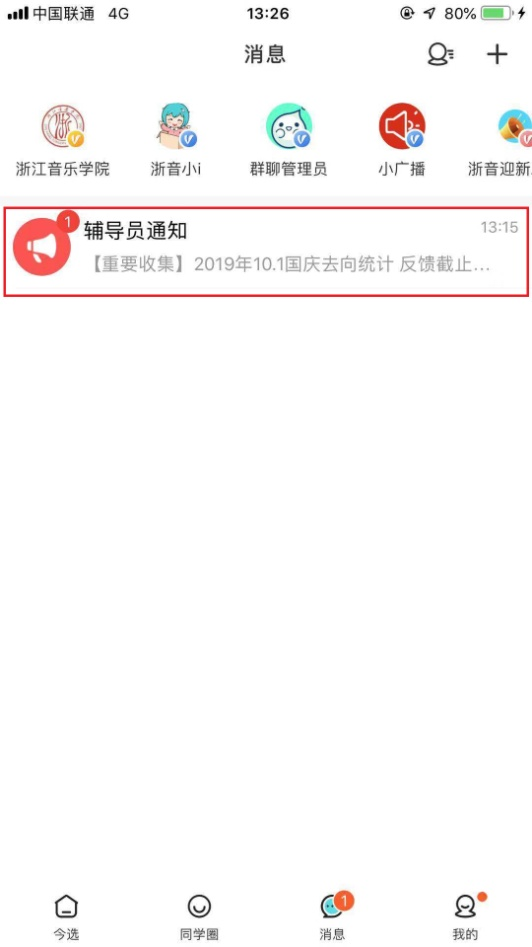 中国联通 4G 13:26 80%
消息
浙江音乐学院 浙音小i 群聊管理员 小广播 浙音迎新
1
辅导员通知 13:15
【重要收集】2019年10.1国庆去向统计 反馈截止...
1
今选 同学圈 消息 我的